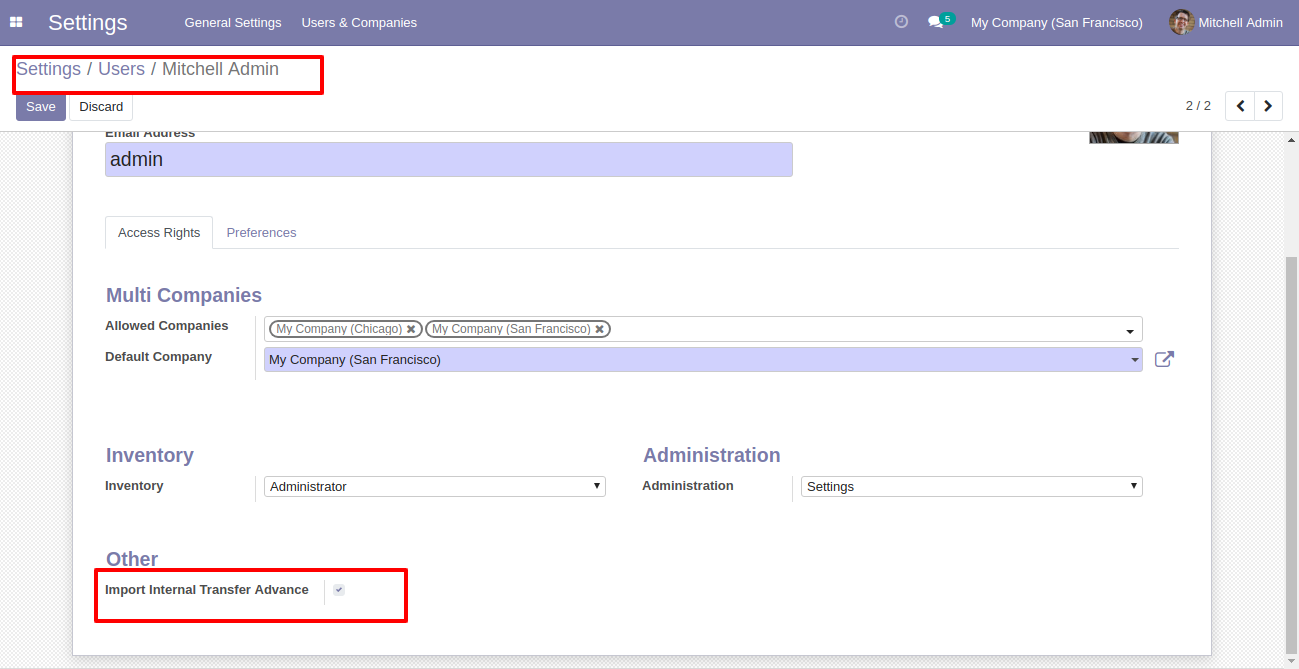 Settings General Settings Users & Companies 5 My Company (San Francisco) Mitchell Admin
Settings / Users / Mitchell Admin
Save Discard 2 / 2
Email Address
admin
Access Rights Preferences
Multi Companies
Allowed Companies My Company (Chicago) My Company (San Francisco)
Default Company My Company (San Francisco)
Inventory Administration
Inventory Administrator Administration Settings
Other
Import Internal Transfer Advance